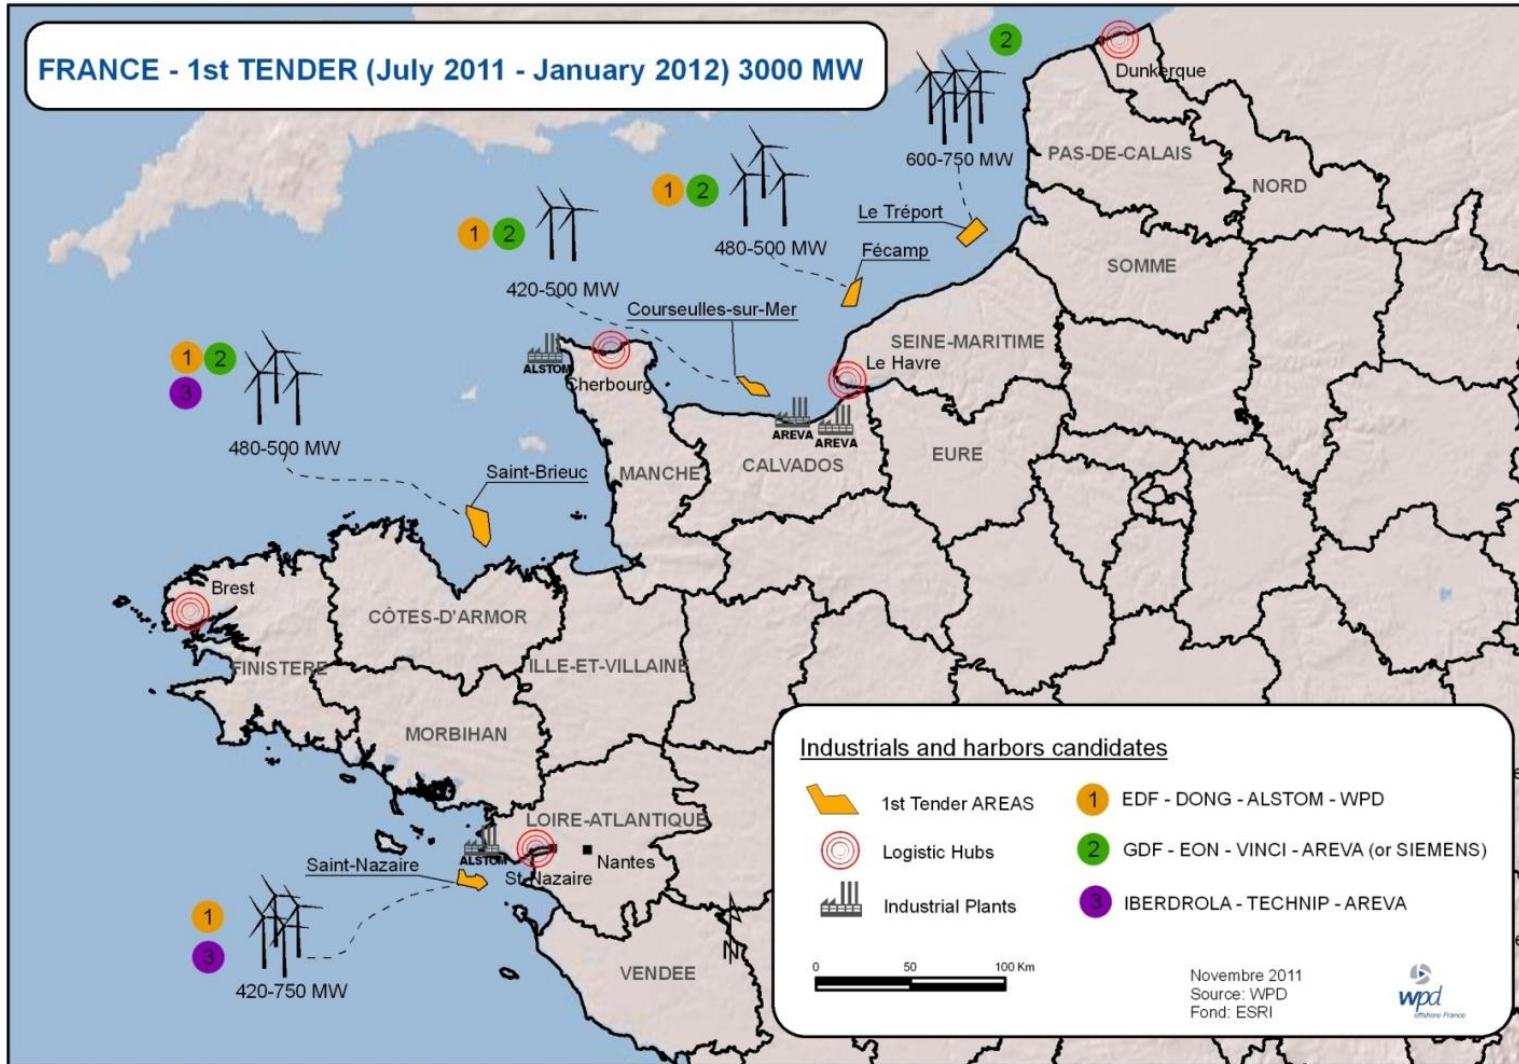 FRANCE - 1st TENDER (July 2011 - January 2012) 3000 MW
2
Dunkerque
600-750 MW
PAS-DE-CALAIS
NORD
1 2
480-500 MW
Le Tréport
Fécamp
SOMME
1 2
420-500 MW
Courseulles-sur-Mer
SEINE-MARITIME
Le Havre
ALSTOM
Cherbourg
1 2
3
480-500 MW
AREVA
AREVA
MANCHE
CALVADOS
EURE
Saint-Brieuc
Brest
CÔTES-D'ARMOR
FINISTERE
ILLE-ET-VILLAINE
MORBIHAN
LOIRE-ATLANTIQUE
ALSTOM
Nantes
St-Nazaire
Saint-Nazaire
1
3
420-750 MW
VENDEE
N
Industrials and harbors candidates
1st Tender AREAS
Logistic Hubs
Industrial Plants
1 EDF - DONG - ALSTOM - WPD
2 GDF - EON - VINCI - AREVA (or SIEMENS)
3 IBERDROLA - TECHNIP - AREVA
0 50 100 Km
Novembre 2011
Source: WPD
Fond: ESRI
wpd
offshore France